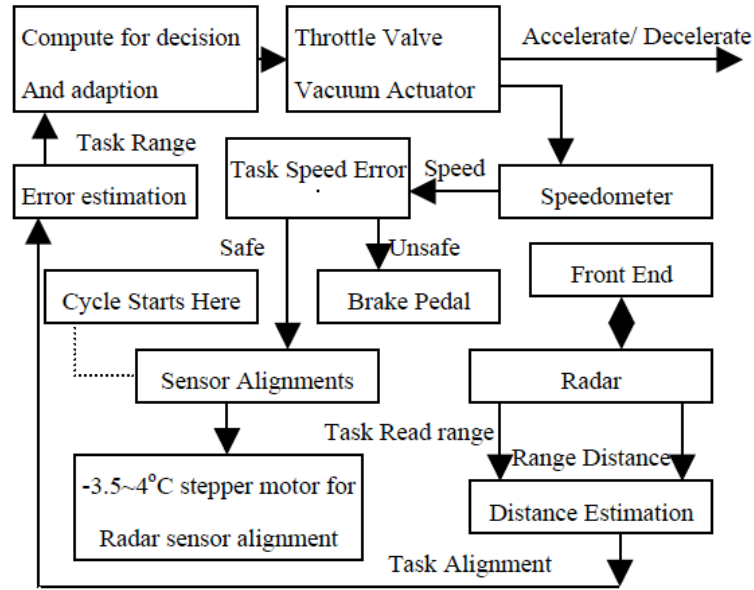 Compute for decision
And adaption
Throttle Valve
Vacuum Actuator
Accelerate/ Decelerate
Task Range
Error estimation
Task Speed Error
Speed
Speedometer
Safe
Unsafe
Cycle Starts Here
Brake Pedal
Front End
Sensor Alignments
Radar
Task Read range
Range Distance
-3.5~4°C stepper motor for
Radar sensor alignment
Distance Estimation
Task Alignment